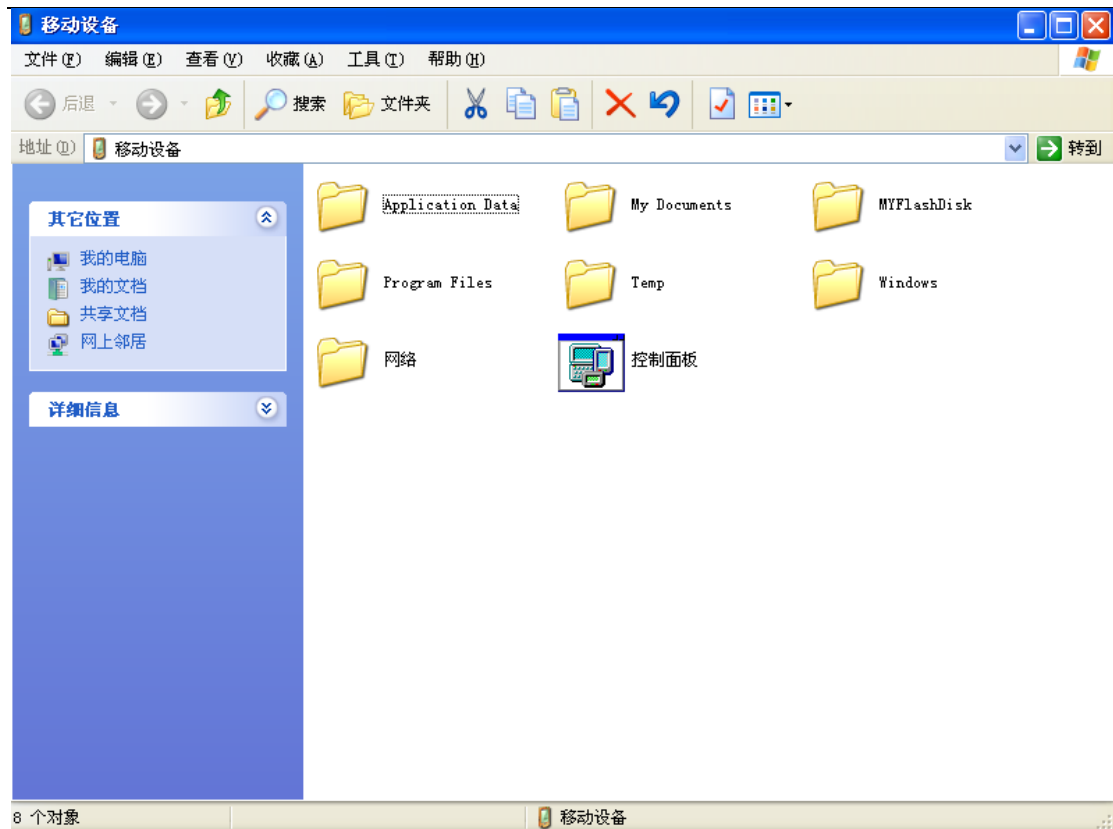 移动设备
文件(F) 编辑(E) 查看(V) 收藏(A) 工具(T) 帮助(H)
后退 搜索 文件夹
地址(D) 移动设备 转到
其它位置
我的电脑
我的文档
共享文档
网上邻居
详细信息
Application Data My Documents MYFlashDisk
Program Files Temp Windows
网络 控制面板
8 个对象 移动设备